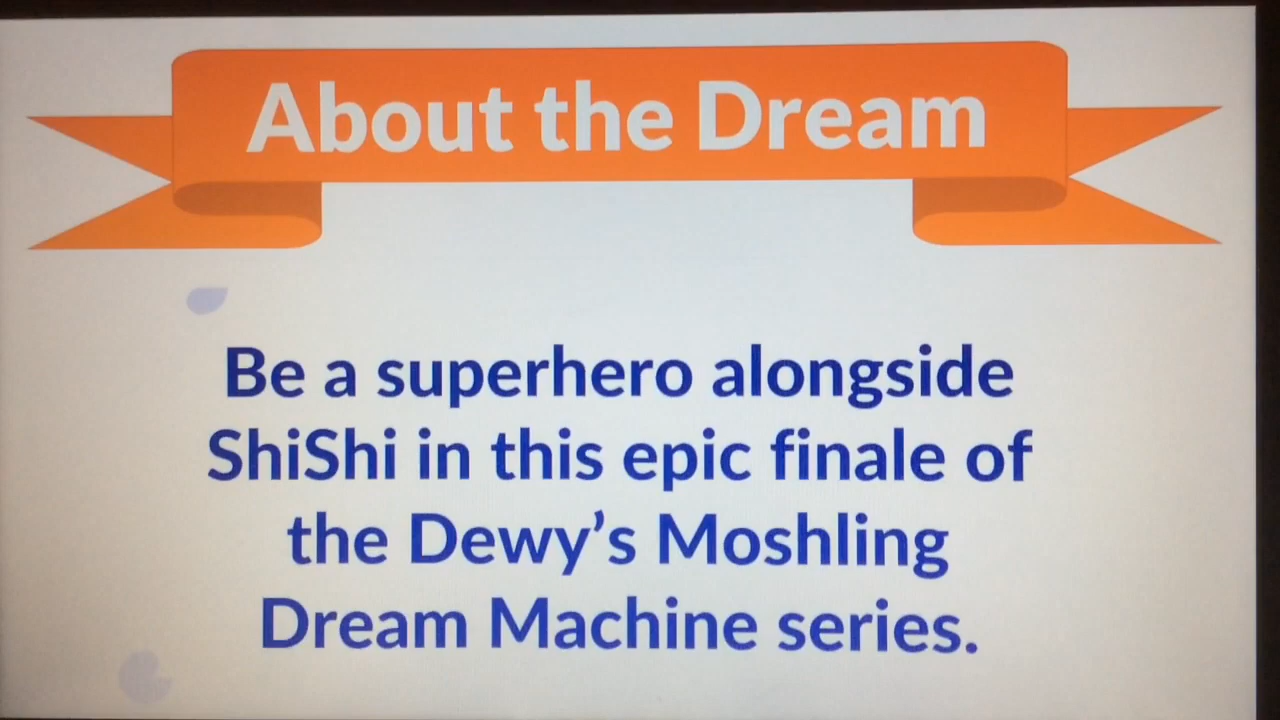 About the Dream
Be a superhero alongside
ShiShi in this epic finale of
the Dewy’s Moshling
Dream Machine series.